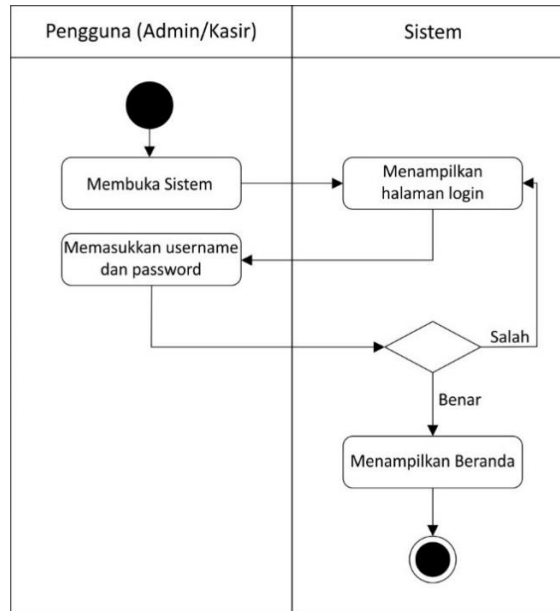 Pengguna (Admin/Kasir)
Sistem
Membuka Sistem
Menampilkan
halaman login
Memasukkan username
dan password
Salah
Benar
Menampilkan Beranda